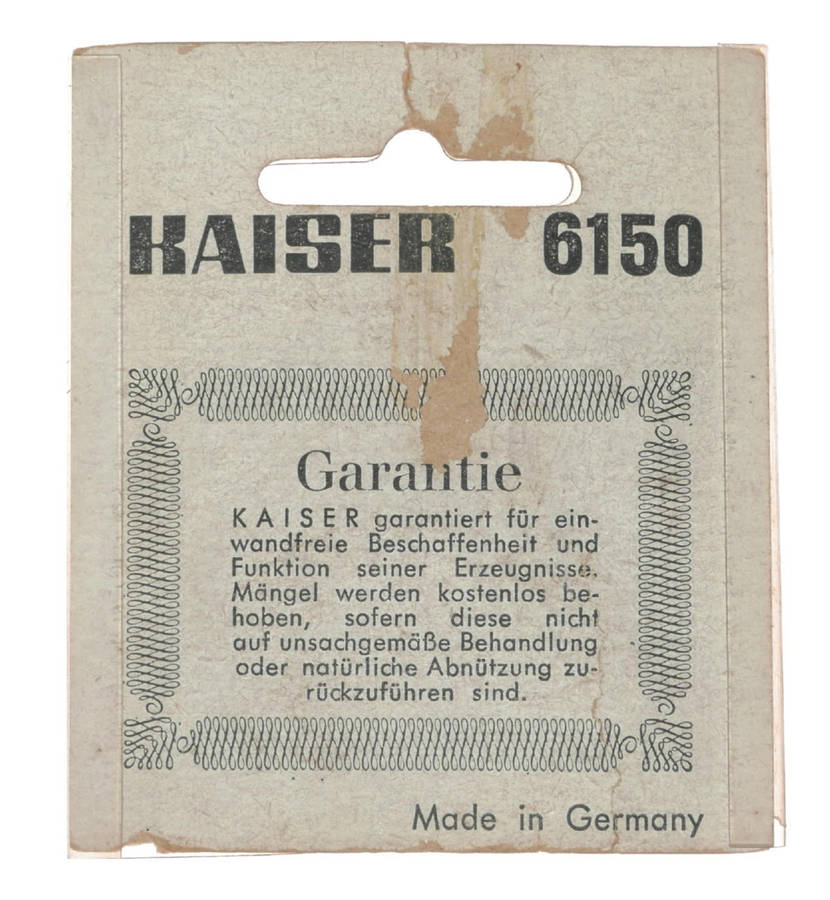 KAISER 6150
Garantie
KAISER garantiert für ein-
wandfreie Beschaffenheit und
Funktion seiner Erzeugnisse.
Mängel werden kostenlos be-
hoben, sofern diese nicht
auf unsachgemäße Behandlung
oder natürliche Abnützung zu-
rückzuführen sind.
Made in Germany